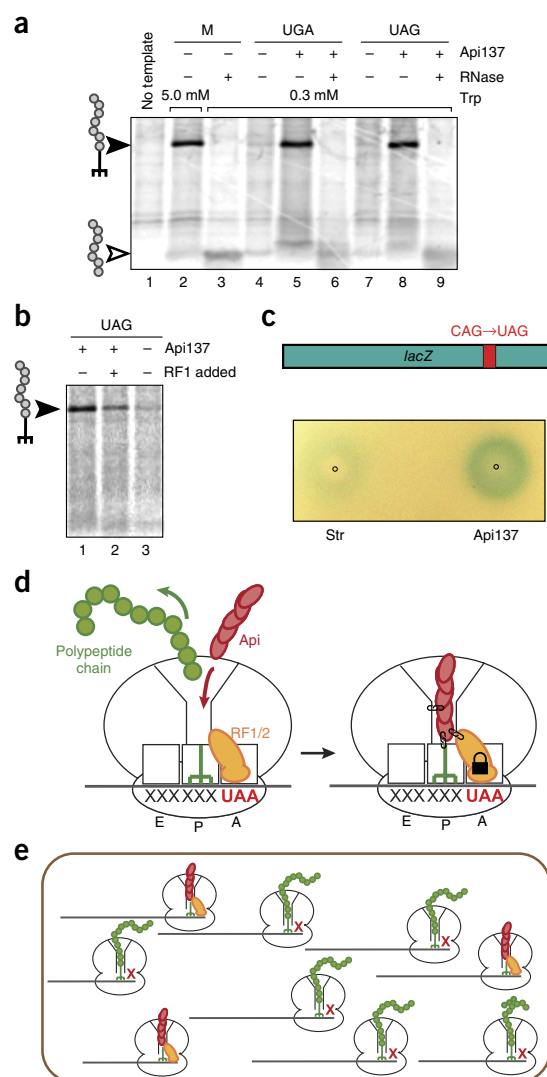 a
No template
M UGA UAG
– – – + + – + + Api137
– + – – + – – + RNase
5.0 mM 0.3 mM Trp
1 2 3 4 5 6 7 8 9
b
UAG
+ + – Api137
– + – RF1 added
1 2 3
c
CAG→UAG
lacZ
Str Api137
d
Polypeptide
chain
Api
RF1/2
XXX XXX UAA
E P A
XXX XXX UAA
E P A
e
X X X
X
X X X X